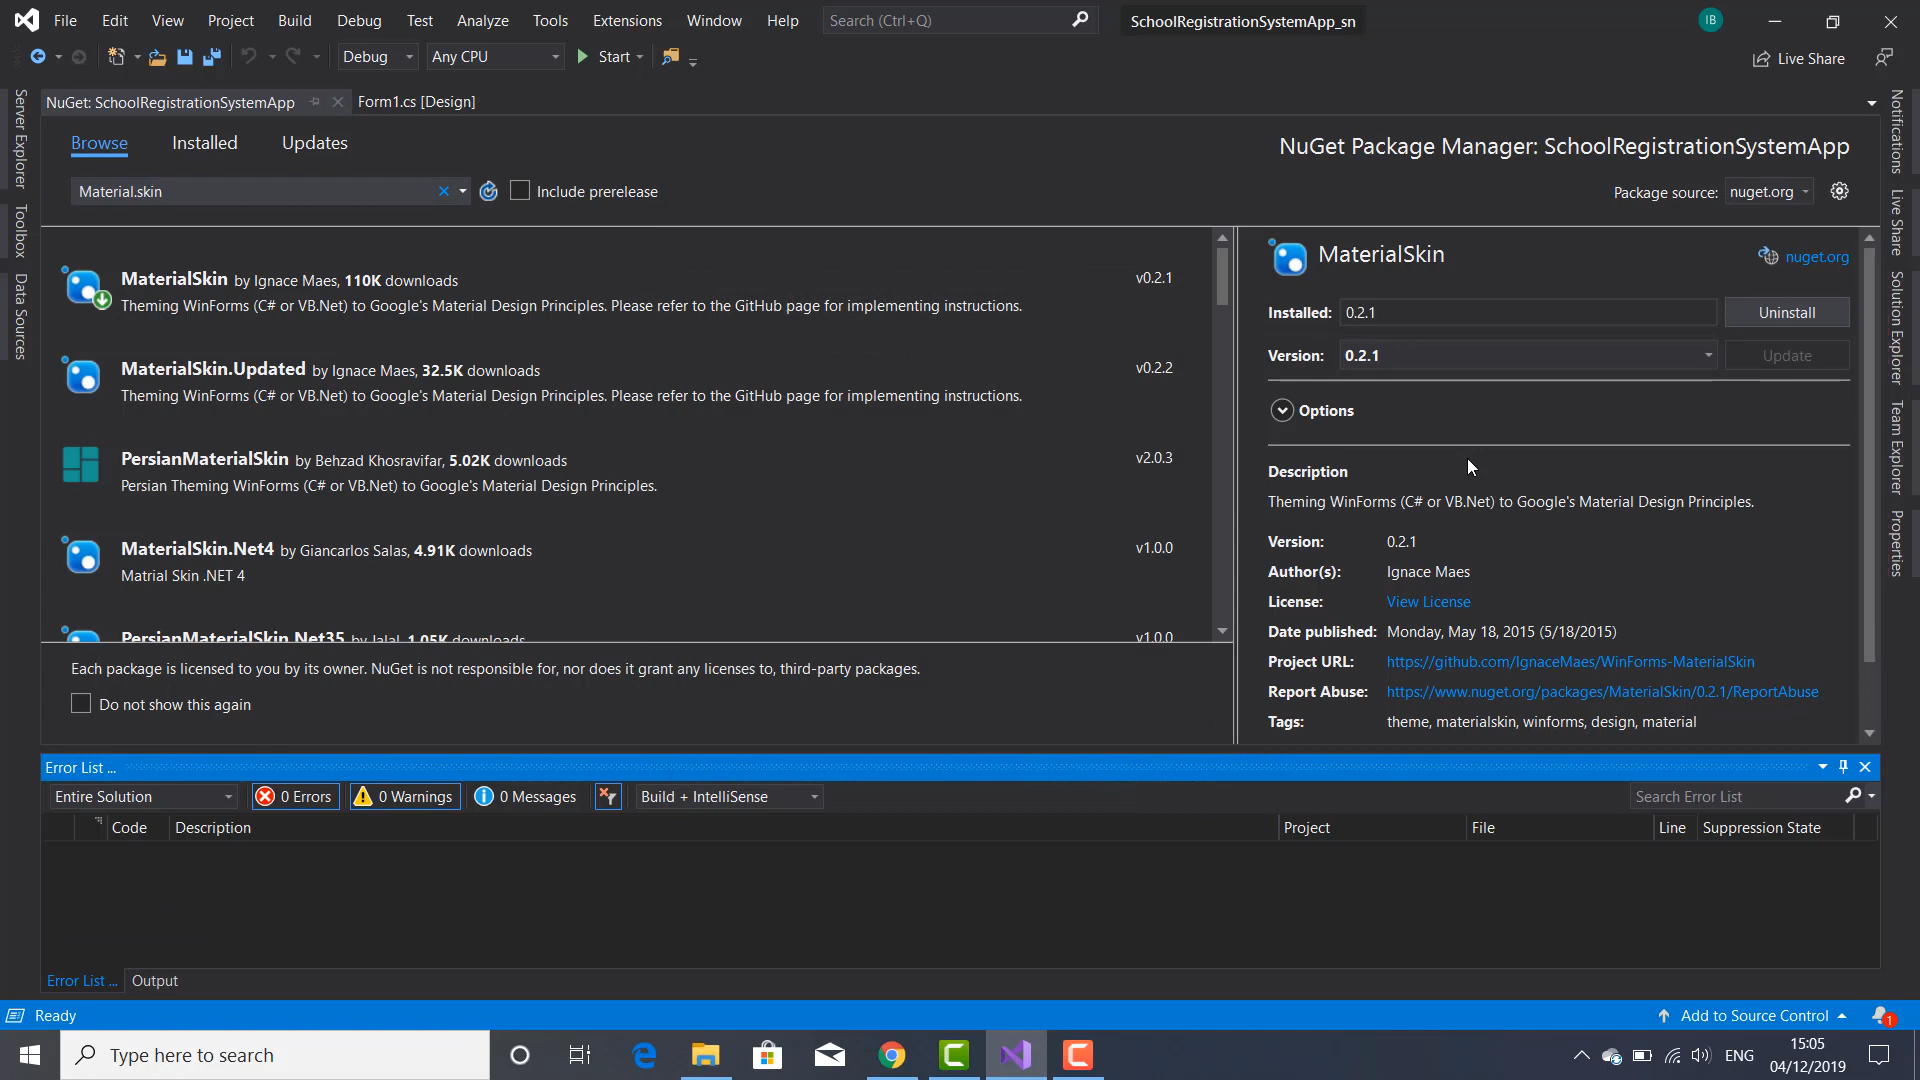 File Edit View Project Build Debug Test Analyze Tools Extensions Window Help Search (Ctrl+Q) SchoolRegistrationSystemApp_sn IB
Debug Any CPU Start Live Share
NuGet: SchoolRegistrationSystemApp Form1.cs [Design]
Server Explorer
Toolbox
Data Sources
Browse Installed Updates
NuGet Package Manager: SchoolRegistrationSystemApp
Material.skin Include prerelease
Package source: nuget.org
MaterialSkin by Ignace Maes, 110K downloads v0.2.1
Theming WinForms (C# or VB.Net) to Google's Material Design Principles. Please refer to the GitHub page for implementing instructions.
MaterialSkin.Updated by Ignace Maes, 32.5K downloads v0.2.2
Theming WinForms (C# or VB.Net) to Google's Material Design Principles. Please refer to the GitHub page for implementing instructions.
PersianMaterialSkin by Behzad Khosravifar, 5.02K downloads v2.0.3
Persian Theming WinForms (C# or VB.Net) to Google's Material Design Principles.
MaterialSkin.Net4 by Giancarlos Salas, 4.91K downloads v1.0.0
Matrial Skin .NET 4
PersianMaterialSkin.Net35 by Jalal, 1.05K downloads v1.0.0
Each package is licensed to you by its owner. NuGet is not responsible for, nor does it grant any licenses to, third-party packages.
Do not show this again
MaterialSkin nuget.org
Installed: 0.2.1 Uninstall
Version: 0.2.1 Update
Options
Description
Theming WinForms (C# or VB.Net) to Google's Material Design Principles.
Version: 0.2.1
Author(s): Ignace Maes
License: View License
Date published: Monday, May 18, 2015 (5/18/2015)
Project URL: https://github.com/IgnaceMaes/WinForms-MaterialSkin
Report Abuse: https://www.nuget.org/packages/MaterialSkin/0.2.1/ReportAbuse
Tags: theme, materialskin, winforms, design, material
Notifications
Live Share
Solution Explorer
Team Explorer
Properties
Error List ...
Entire Solution 0 Errors 0 Warnings 0 Messages Build + IntelliSense Search Error List
Code Description Project File Line Suppression State
Error List ... Output
Ready Add to Source Control 1
Type here to search ENG 15:05
04/12/2019